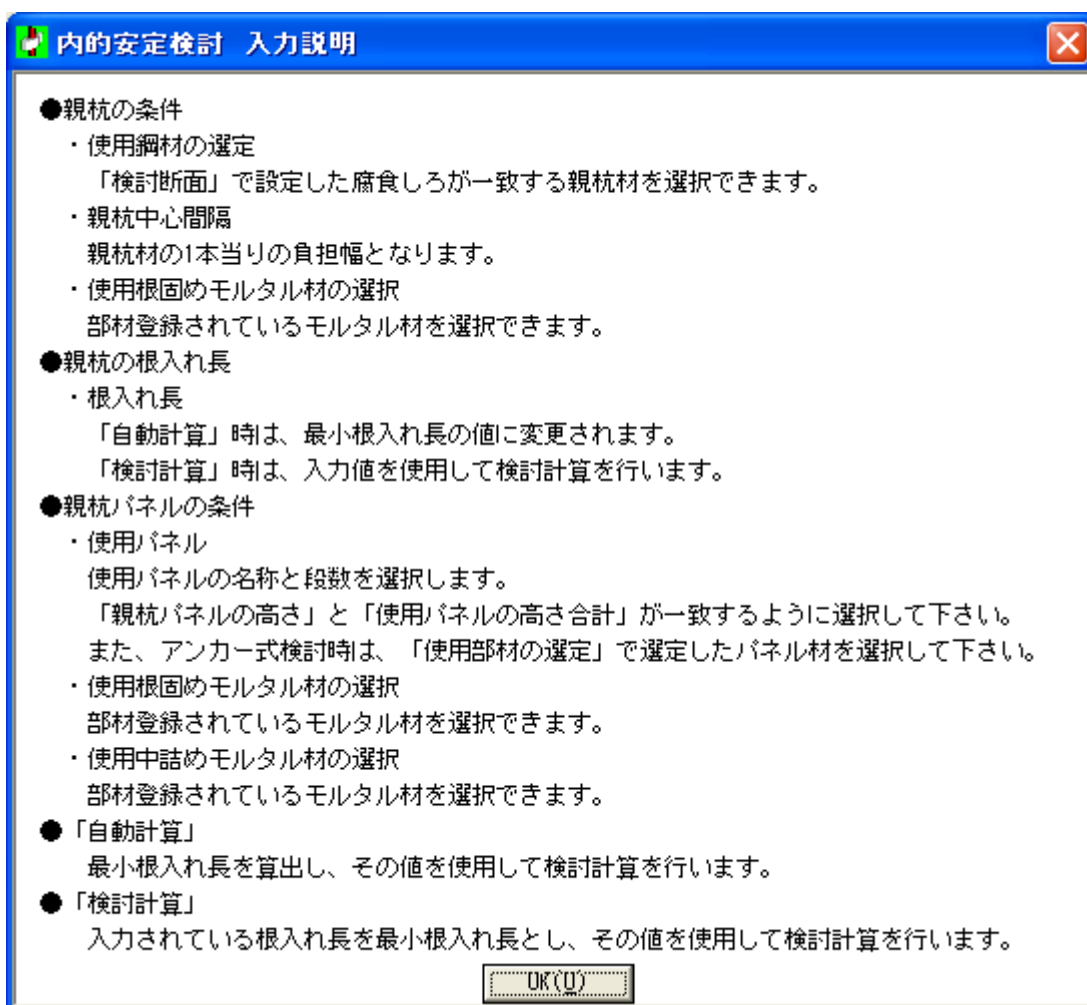 内的安定検討 入力説明
●親杭の条件
・使用鋼材の選定
「検討断面」で設定した腐食しろが一致する親杭材を選択できます。
・親杭中心間隔
親杭材の1本当りの負担幅となります。
・使用根固めモルタル材の選択
部材登録されているモルタル材を選択できます。
●親杭の根入れ長
・根入れ長
「自動計算」時は、最小根入れ長の値に変更されます。
「検討計算」時は、入力値を使用して検討計算を行います。
●親杭パネルの条件
・使用パネル
使用パネルの名称と段数を選択します。
「親杭パネルの高さ」と「使用パネルの高さ合計」が一致するように選択して下さい。
また、アンカー式検討時は、「使用部材の選定」で選定したパネル材を選択して下さい。
・使用根固めモルタル材の選択
部材登録されているモルタル材を選択できます。
・使用中詰めモルタル材の選択
部材登録されているモルタル材を選択できます。
●「自動計算」
最小根入れ長を算出し、その値を使用して検討計算を行います。
●「検討計算」
入力されている根入れ長を最小根入れ長とし、その値を使用して検討計算を行います。
OK(U)